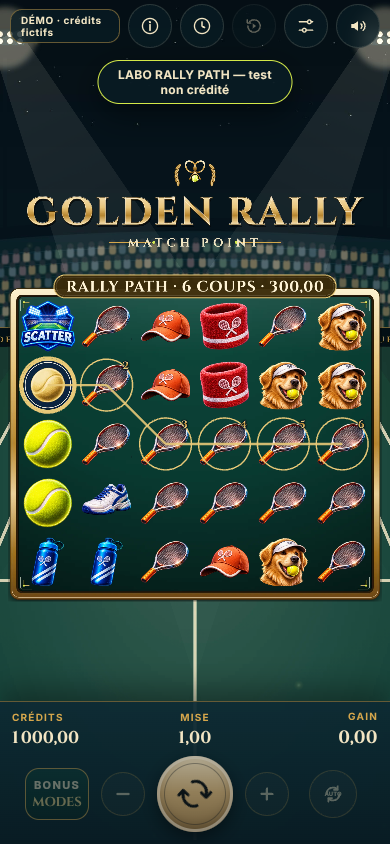 DÉMO · crédits
fictifs
LABO RALLY PATH — test
non crédité
GOLDEN RALLY
MATCH POINT
RALLY PATH · 6 COUPS · 300,00
SCATTER
2
3
4
5
6
CRÉDITS
MISE
GAIN
1000,00
1,00
0,00
BONUS
MODES